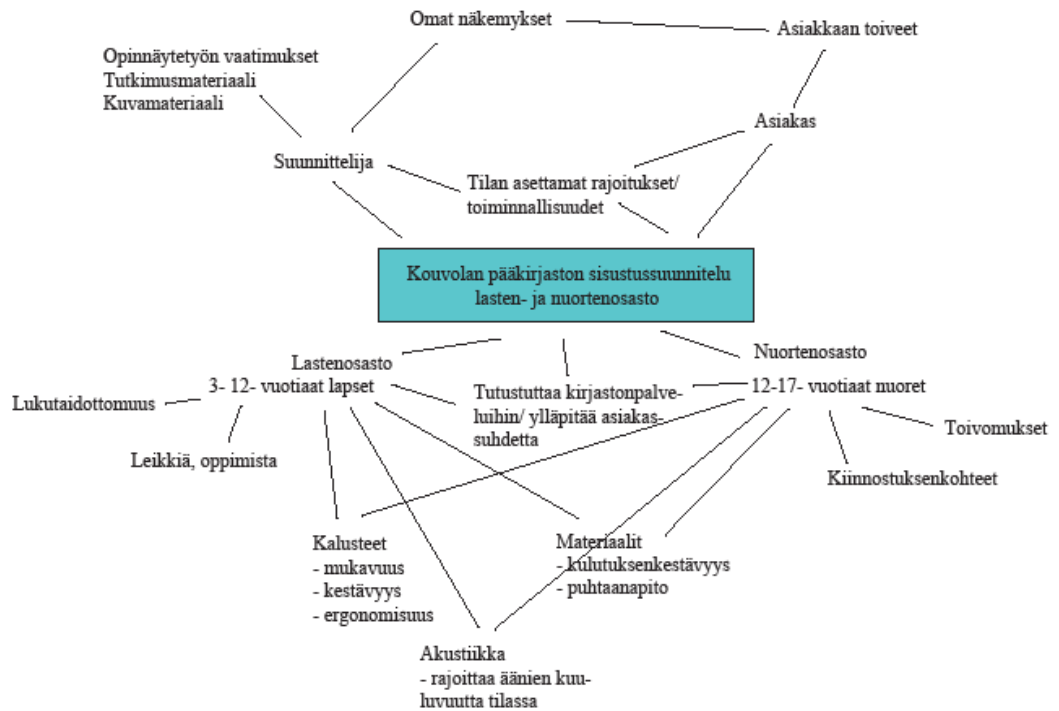 Omat näkemykset
Asiakkaan toiveet
Opinnäytetyön vaatimukset
Tutkimusmateriaali
Kuvamateriaali
Asiakas
Suunnittelija
Tilan asettamat rajoitukset/
toiminnallisuudet
Kouvolan pääkirjaston sisustussuunnitelu
lasten- ja nuortenosasto
Lastenosasto
3- 12- vuotiaat lapset
Nuortenosasto
12-17- vuotiaat nuoret
Tutustuttaa kirjastonpalve-
luihin/ ylläpitää asiakas-
suhdetta
Lukutaidottomuus
Leikkiä, oppimista
Toivomukset
Kiinnostuksenkohteet
Kalusteet
- mukavuus
- kestävyys
- ergonomisuus
Materiaalit
- kulutuksenkestävyys
- puhtaanapito
Akustiikka
- rajoittaa äänien kuu-
luvuutta tilassa